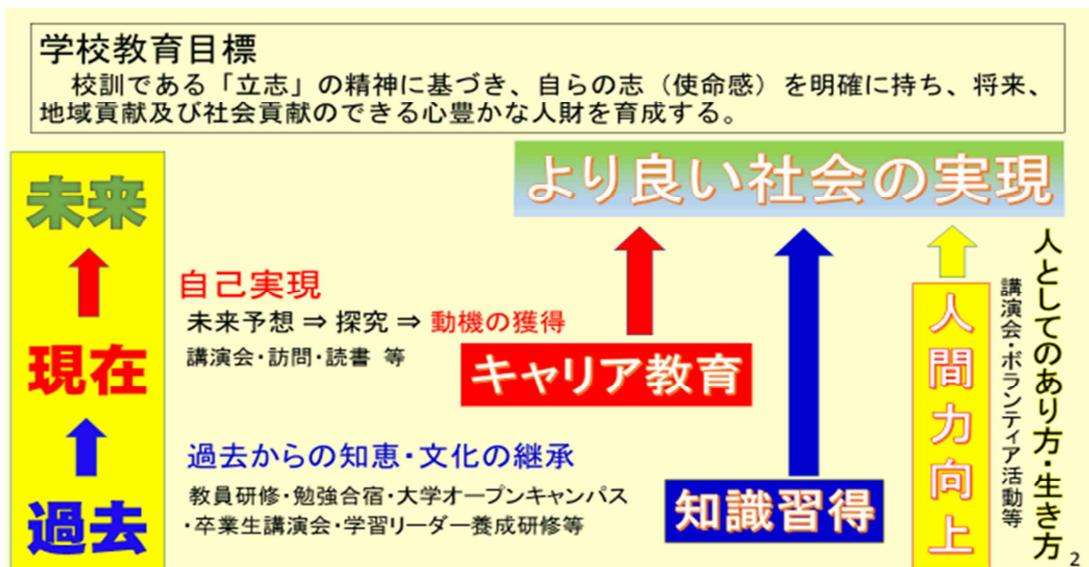 学校教育目標
校訓である「立志」の精神に基づき、自らの志（使命感）を明確に持ち、将来、
地域貢献及び社会貢献のできる心豊かな人財を育成する。
より良い社会の実現
未来
現在
過去
自己実現
未来予想 ⇒ 探究 ⇒ 動機の獲得
講演会・訪問・読書 等
キャリア教育
過去からの知恵・文化の継承
教員研修・勉強合宿・大学オープンキャンパス
・卒業生講演会・学習リーダー養成研修等
知識習得
人間力向上
人としてのあり方・生き方
講演会・ボランティア活動等
2